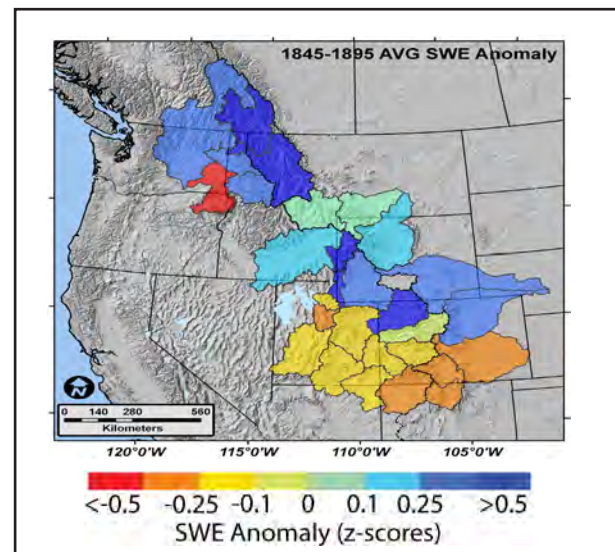 1845-1895 AVG SWE Anomaly
N
0 140 280 560
Kilometers
120°0'W 115°0'W 110°0'W 105°0'W
<-0.5 -0.25 -0.1 0 0.1 0.25 >0.5
SWE Anomaly (z-scores)